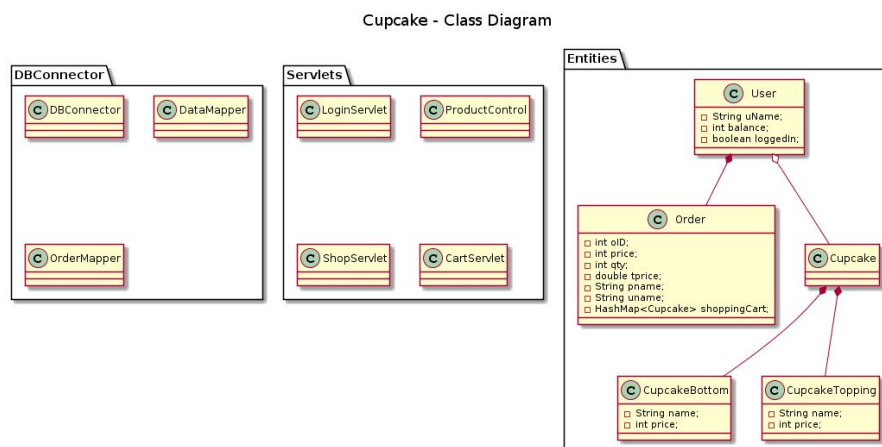 Cupcake - Class Diagram
DBConnector
C DBConnector
C DataMapper
C OrderMapper
Servlets
C LoginServlet
C ProductControl
C ShopServlet
C CartServlet
Entities
C User
String uName;
int balance;
boolean loggedIn;
C Order
int oID;
int price;
int qty;
double tprice;
String pname;
String uname;
HashMap<Cupcake> shoppingCart;
C Cupcake
C CupcakeBottom
String name;
int price;
C CupcakeTopping
String name;
int price;